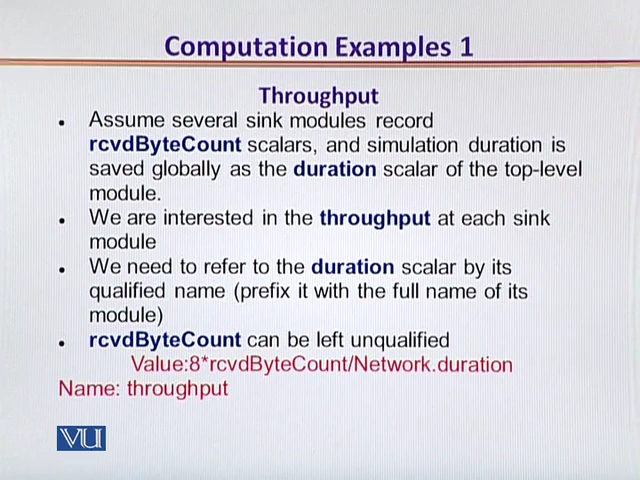 Computation Examples 1
Throughput
• Assume several sink modules record
rcvdByteCount scalars, and simulation duration is
saved globally as the duration scalar of the top-level
module.
• We are interested in the throughput at each sink
module
• We need to refer to the duration scalar by its
qualified name (prefix it with the full name of its
module)
• rcvdByteCount can be left unqualified
Value:8*rcvdByteCount/Network.duration
Name: throughput
VU